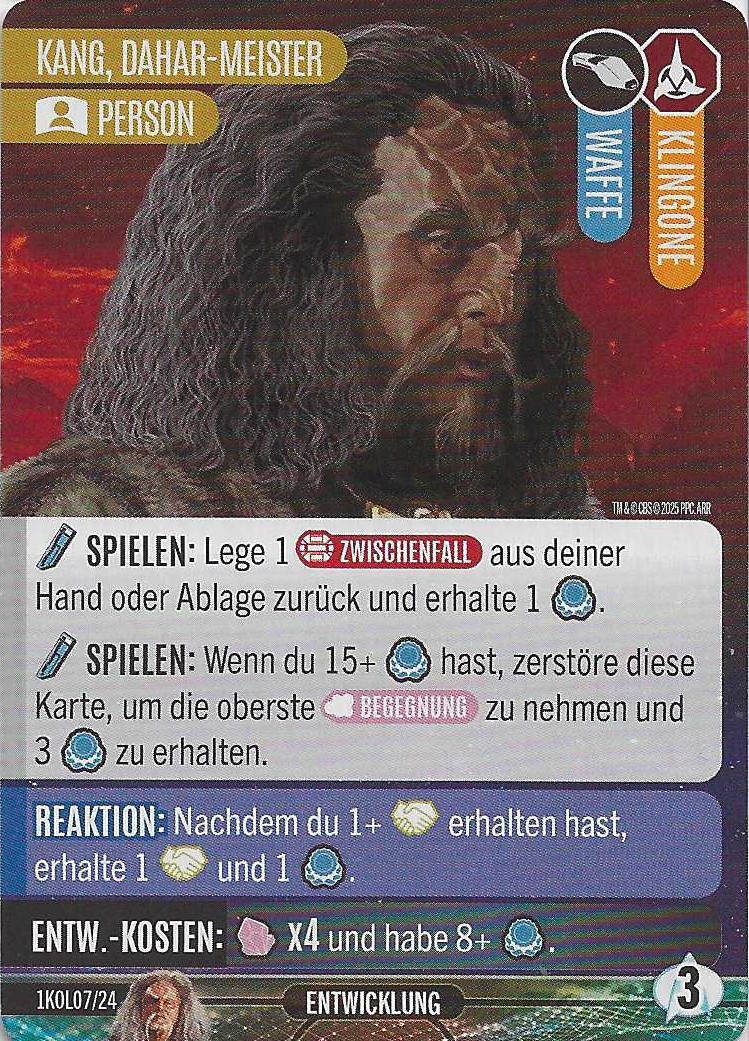 KANG, DAHAR-MEISTER
PERSON
WAFFE
KLINGONE
TM & © CBS © 2025 PPC. ARR
SPIELEN: Lege 1 ZWISCHENFALL aus deiner
Hand oder Ablage zurück und erhalte 1 .
SPIELEN: Wenn du 15+ hast, zerstöre diese
Karte, um die oberste BEGEGNUNG zu nehmen und
3 zu erhalten.
REAKTION: Nachdem du 1+ erhalten hast,
erhalte 1 und 1 .
ENTW.-KOSTEN: X4 und habe 8+ .
1KOL07/24
ENTWICKLUNG
3